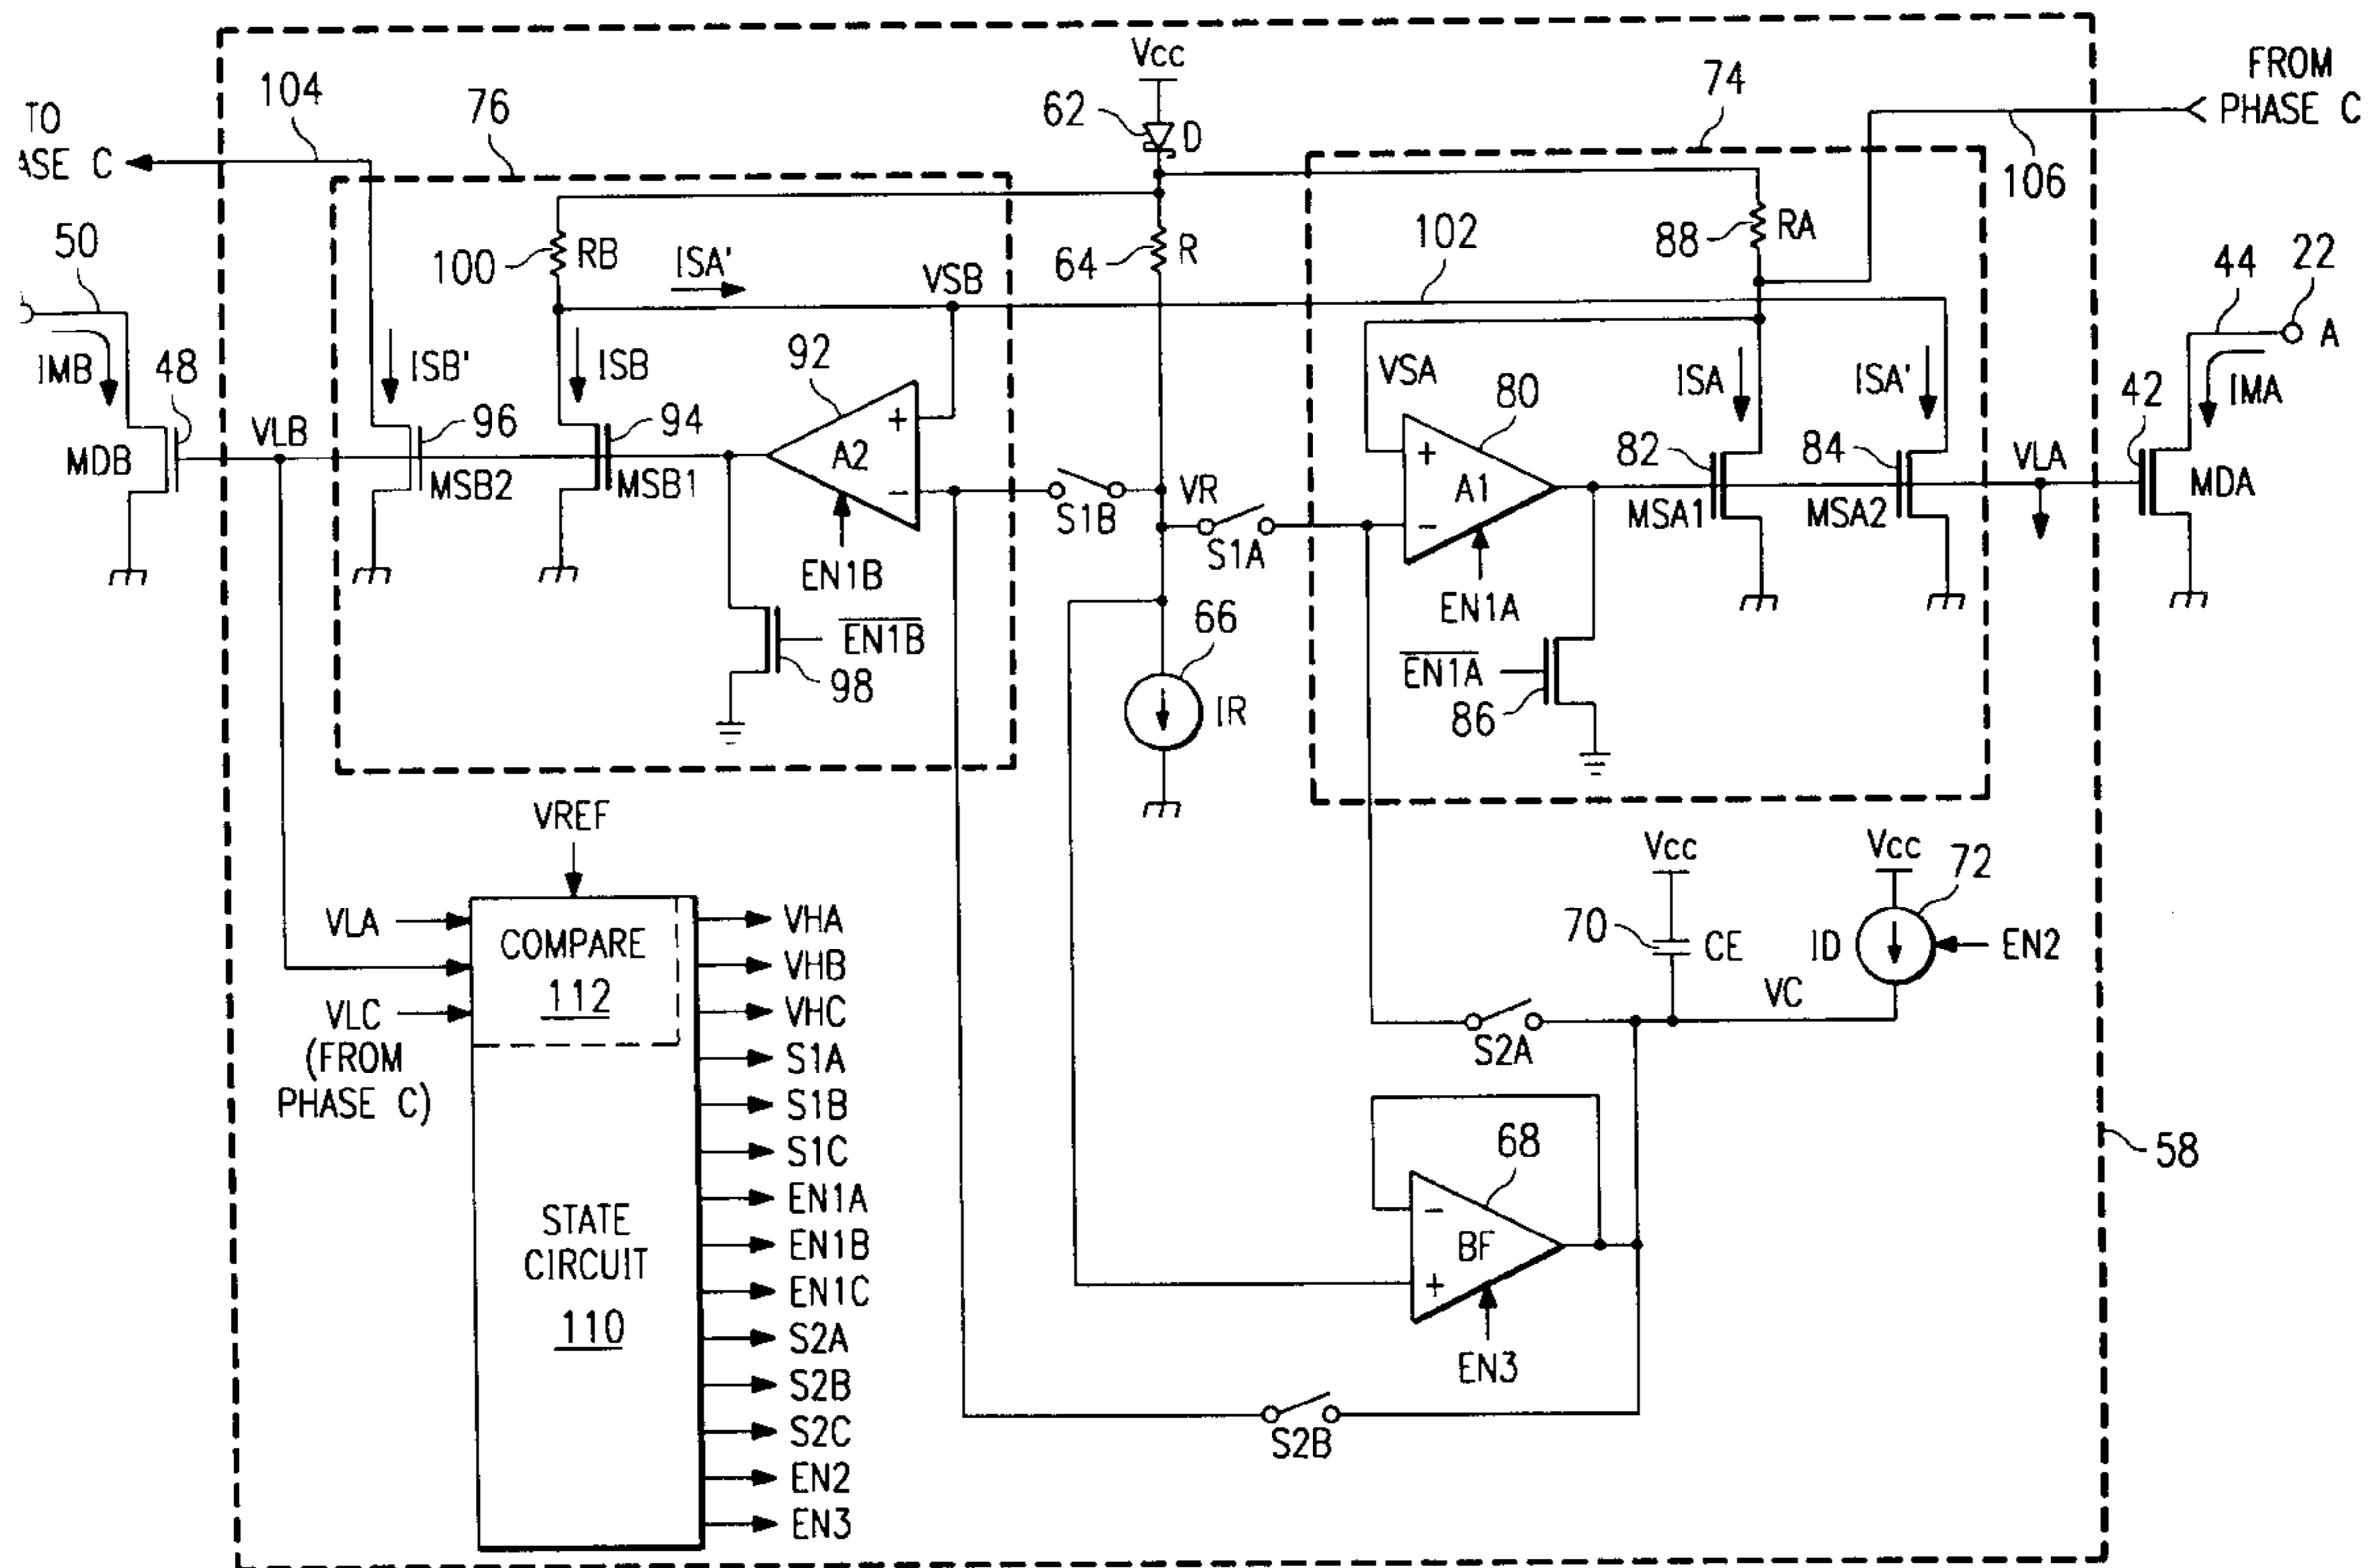 Vcc
FROM
PHASE C
TO
ASE C
104
76
62
D
74
106
50
100
RB
ISA'
VSB
64
R
102
88
RA
44
22
A
IMB
48
ISB'
ISB
92
VSA
80
ISA
ISA'
42
IMA
MDB
VLB
96
MSB2
94
MSB1
A2
+
−
S1B
VR
S1A
+
A1
−
82
MSA1
84
MSA2
VLA
MDA
EN1B
EN1A
EN1B
98
66
IR
EN1A
86
VREF
Vcc
Vcc
72
70
CE
ID
EN2
VC
VLA
COMPARE
112
VLC
(FROM
PHASE C)
STATE
CIRCUIT
110
VHA
VHB
VHC
S1A
S1B
S1C
EN1A
EN1B
EN1C
S2A
S2B
S2C
EN2
EN3
S2A
68
−
BF
+
EN3
S2B
58